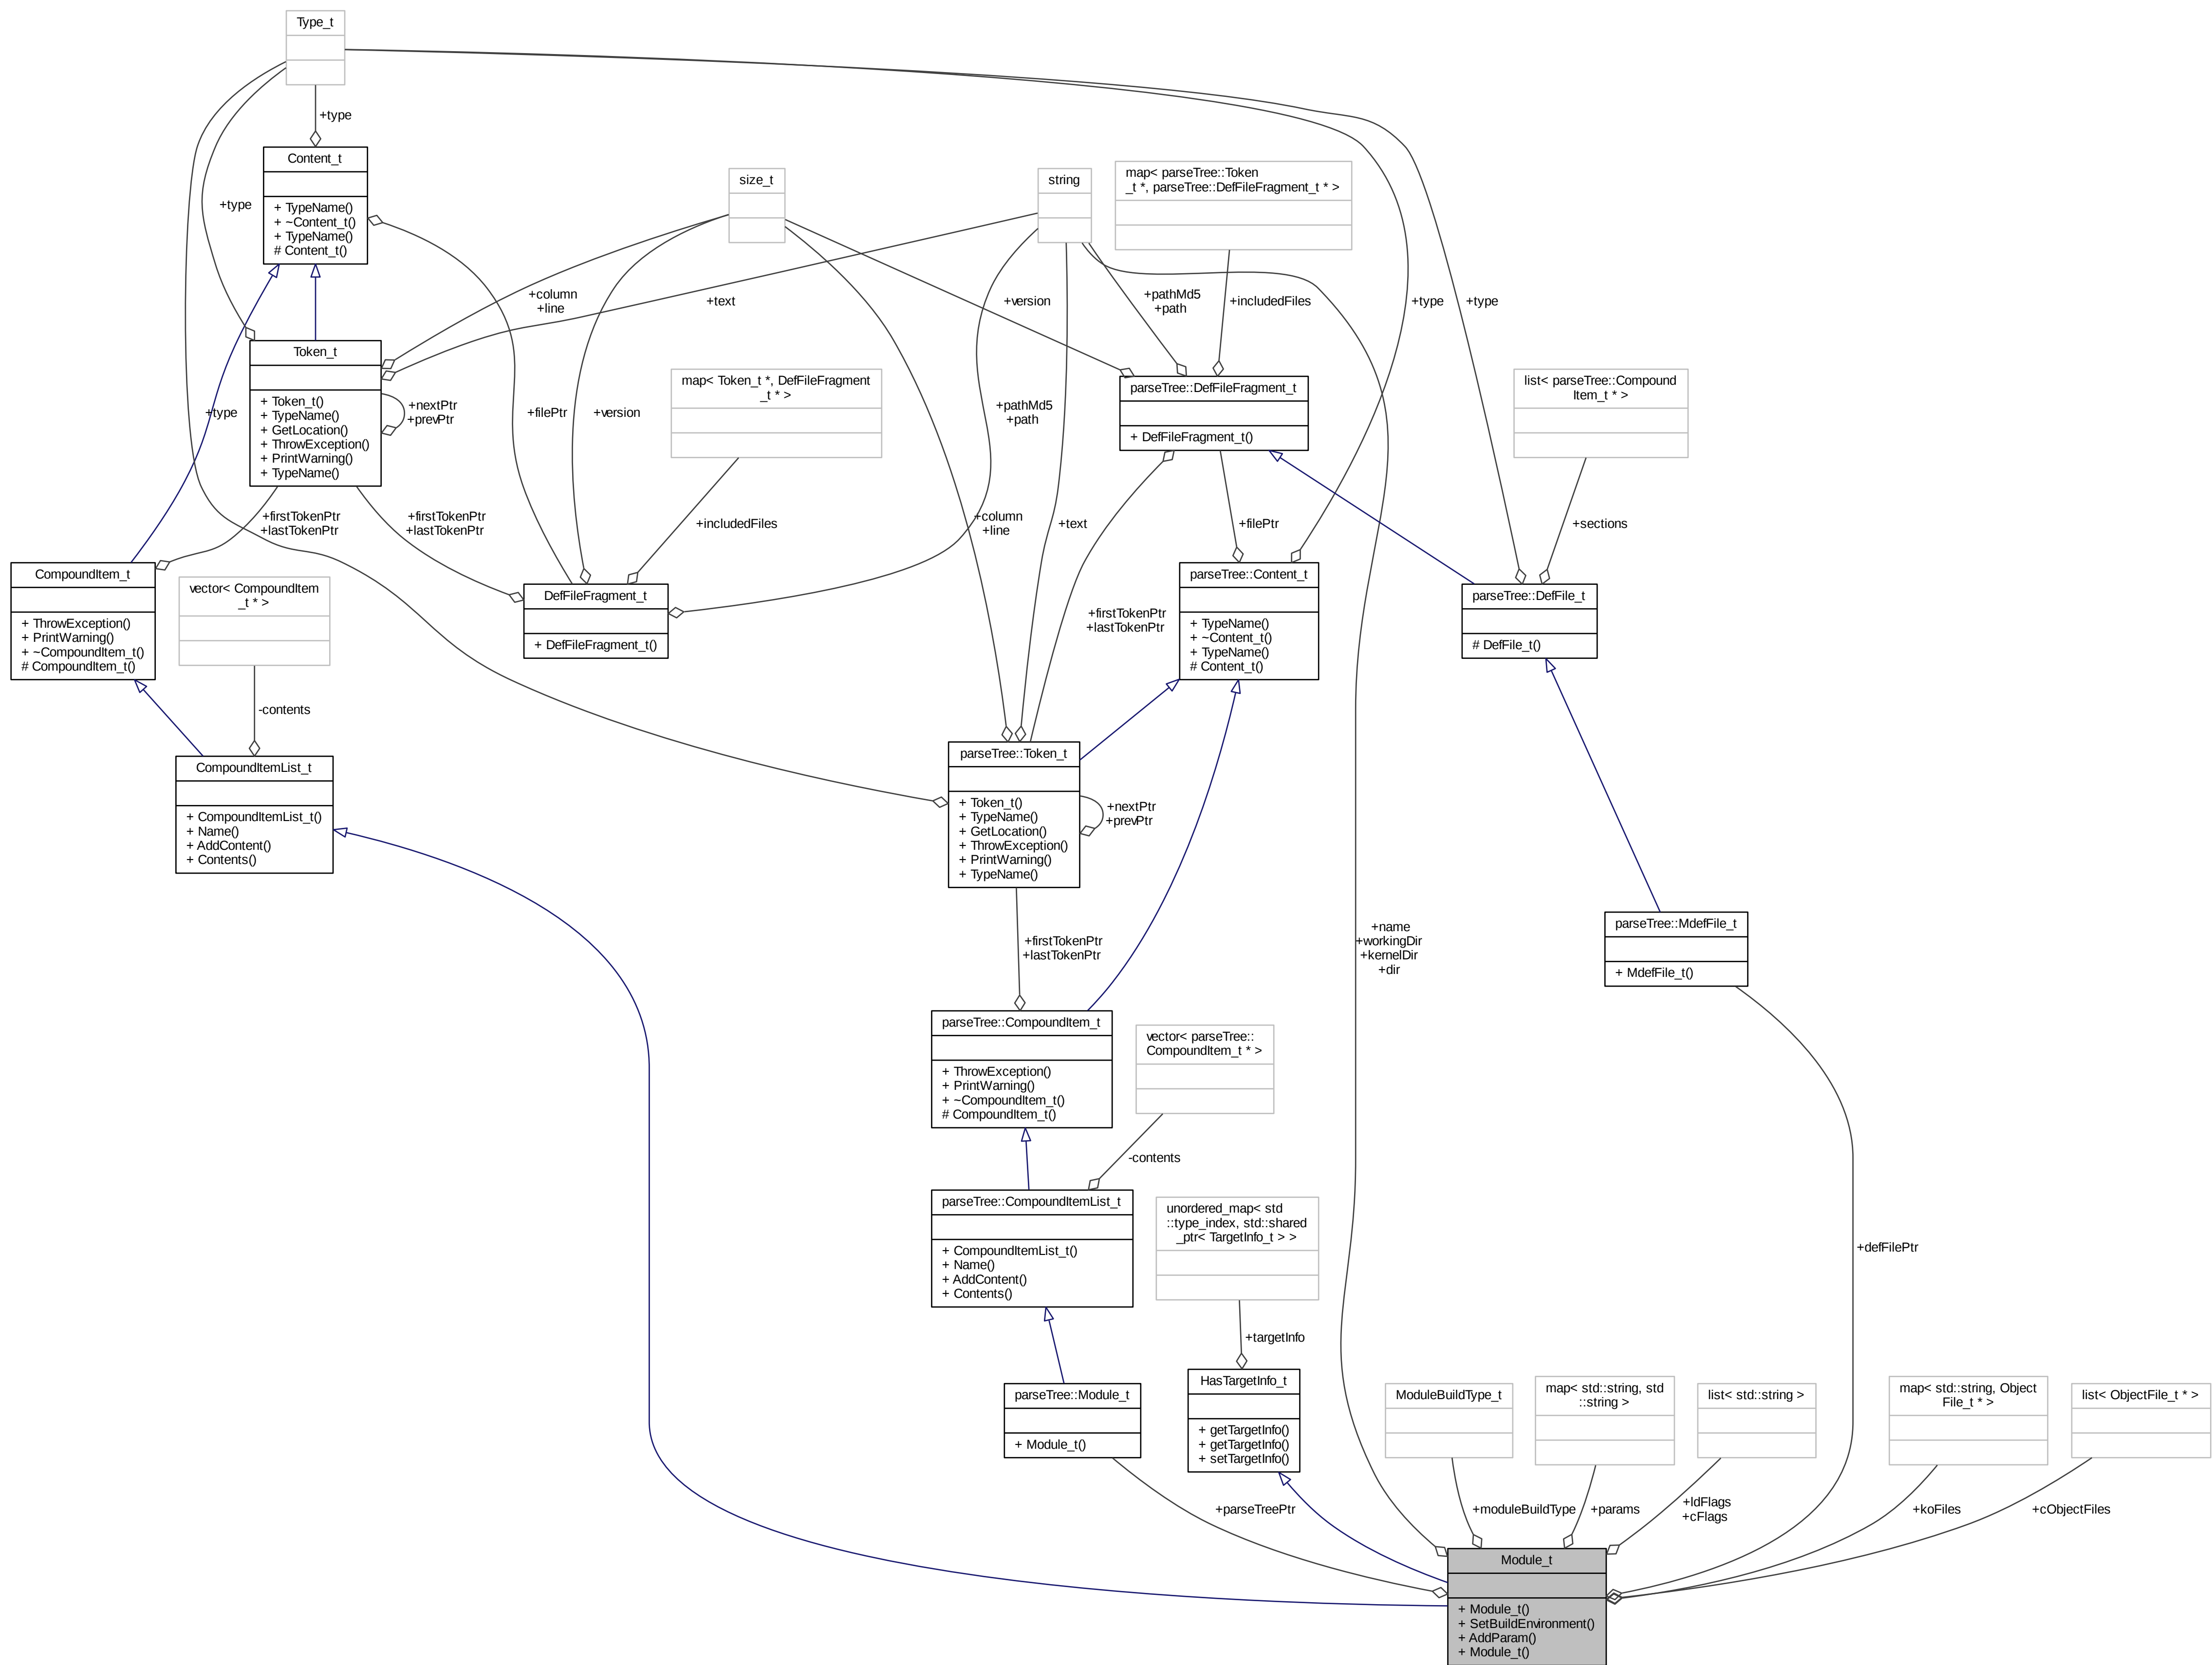 Type_t
+type
Content_t
+ TypeName()
+ ~Content_t()
+ TypeName()
# Content_t()
size_t
string
map< parseTree::Token
_t *, parseTree::DefFileFragment_t * >
+type
+column
+line
+text
+version
+pathMd5
+path
+includedFiles
+type
+type
Token_t
+ Token_t()
+ TypeName()
+ GetLocation()
+ ThrowException()
+ PrintWarning()
+ TypeName()
+nextPtr
+prevPtr
+type
+filePtr
+version
map< Token_t *, DefFileFragment
_t * >
+pathMd5
+path
parseTree::DefFileFragment_t
+ DefFileFragment_t()
list< parseTree::Compound
Item_t * >
+firstTokenPtr
+lastTokenPtr
+firstTokenPtr
+lastTokenPtr
+includedFiles
+column
+line
+text
+filePtr
+sections
CompoundItem_t
+ ThrowException()
+ PrintWarning()
+ ~CompoundItem_t()
# CompoundItem_t()
vector< CompoundItem
_t * >
DefFileFragment_t
+ DefFileFragment_t()
+firstTokenPtr
+lastTokenPtr
parseTree::Content_t
+ TypeName()
+ ~Content_t()
+ TypeName()
# Content_t()
parseTree::DefFile_t
# DefFile_t()
-contents
CompoundItemList_t
+ CompoundItemList_t()
+ Name()
+ AddContent()
+ Contents()
parseTree::Token_t
+ Token_t()
+ TypeName()
+ GetLocation()
+ ThrowException()
+ PrintWarning()
+ TypeName()
+nextPtr
+prevPtr
+firstTokenPtr
+lastTokenPtr
+name
+workingDir
+kernelDir
+dir
parseTree::MdefFile_t
+ MdefFile_t()
parseTree::CompoundItem_t
+ ThrowException()
+ PrintWarning()
+ ~CompoundItem_t()
# CompoundItem_t()
vector< parseTree::
CompoundItem_t * >
-contents
parseTree::CompoundItemList_t
+ CompoundItemList_t()
+ Name()
+ AddContent()
+ Contents()
unordered_map< std
::type_index, std::shared
_ptr< TargetInfo_t > >
+defFilePtr
+targetInfo
parseTree::Module_t
+ Module_t()
HasTargetInfo_t
+ getTargetInfo()
+ getTargetInfo()
+ setTargetInfo()
ModuleBuildType_t
map< std::string, std
::string >
list< std::string >
map< std::string, Object
File_t * >
list< ObjectFile_t * >
+parseTreePtr
+moduleBuildType
+params
+ldFlags
+cFlags
+koFiles
+cObjectFiles
Module_t
+ Module_t()
+ SetBuildEnvironment()
+ AddParam()
+ Module_t()